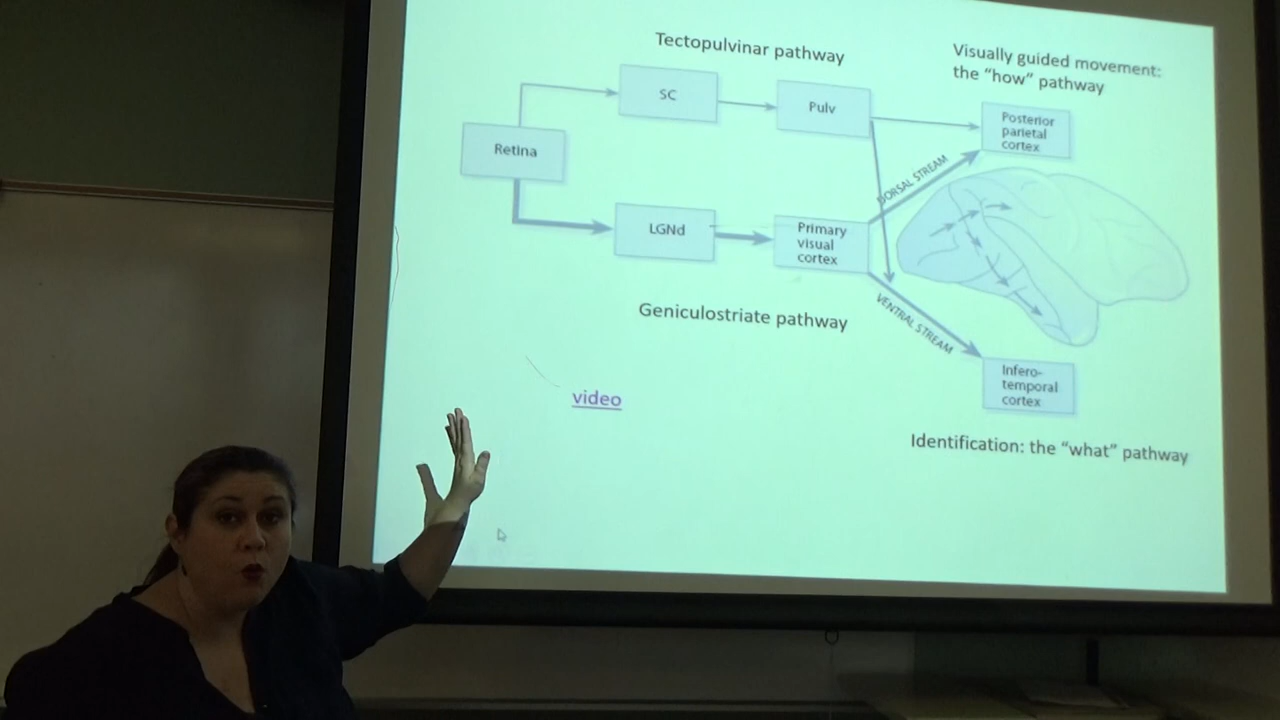 Tectopulvinar pathway
Visually guided movement:
the “how” pathway
SC
Pulv
Posterior
parietal
cortex
Retina
DORSAL STREAM
LGNd
Primary
visual
cortex
Geniculostriate pathway
VENTRAL STREAM
Infero-
temporal
cortex
video
Identification: the “what” pathway